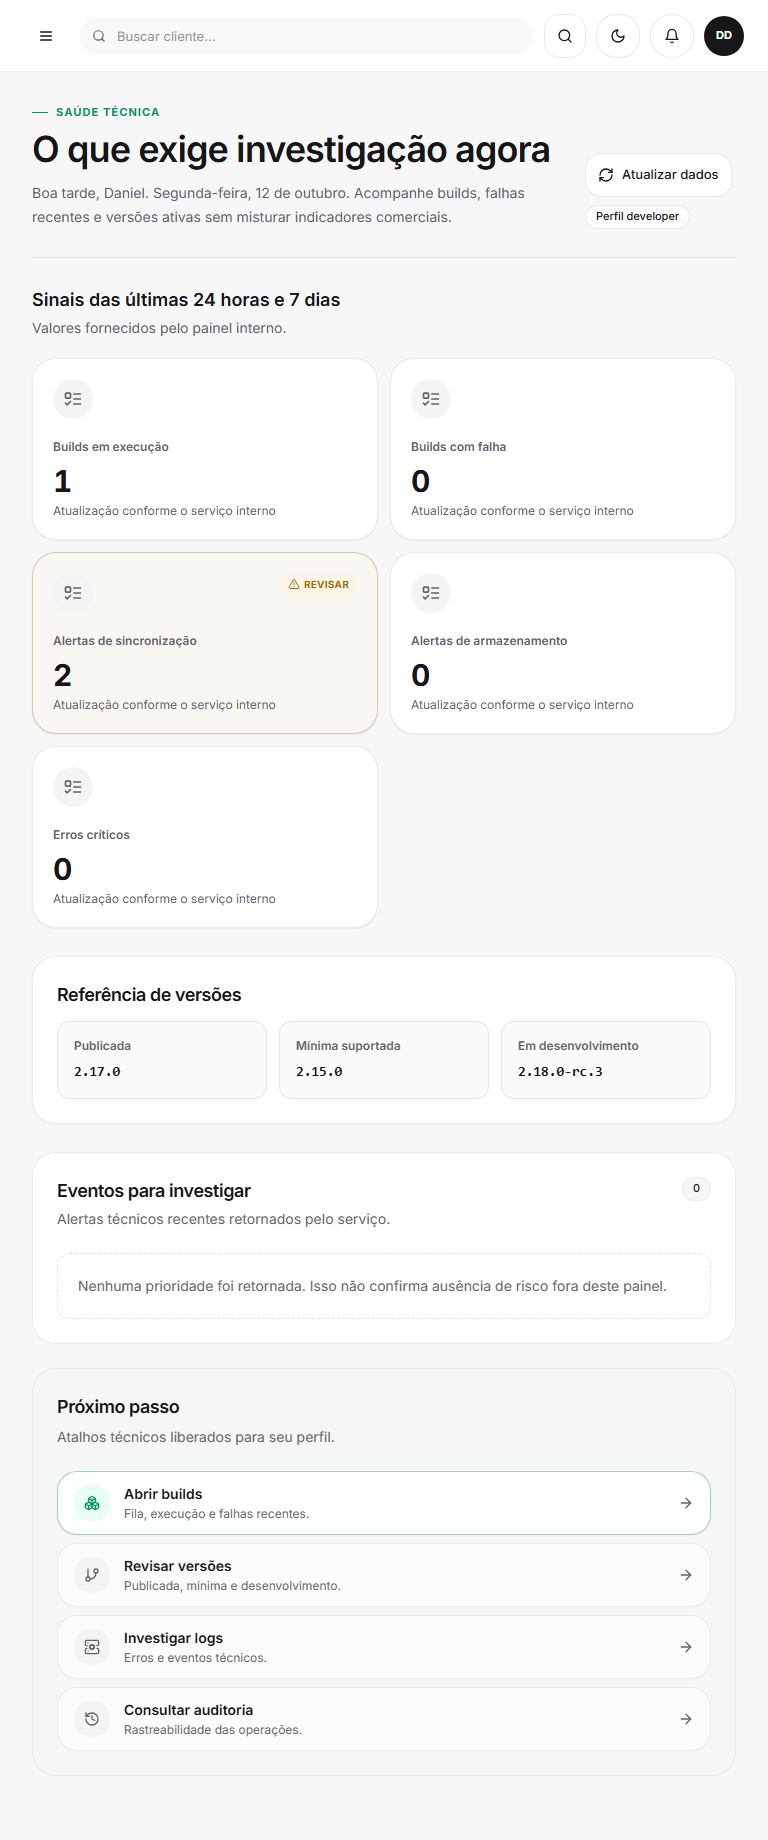 Buscar cliente...
DD
SAÚDE TÉCNICA
O que exige investigação agora
Boa tarde, Daniel. Segunda-feira, 12 de outubro. Acompanhe builds, falhas
recentes e versões ativas sem misturar indicadores comerciais.
Atualizar dados
Perfil developer
Sinais das últimas 24 horas e 7 dias
Valores fornecidos pelo painel interno.
Builds em execução
1
Atualização conforme o serviço interno
Builds com falha
0
Atualização conforme o serviço interno
REVISAR
Alertas de sincronização
2
Atualização conforme o serviço interno
Alertas de armazenamento
0
Atualização conforme o serviço interno
Erros críticos
0
Atualização conforme o serviço interno
Referência de versões
Publicada
2.17.0
Mínima suportada
2.15.0
Em desenvolvimento
2.18.0-rc.3
Eventos para investigar
0
Alertas técnicos recentes retornados pelo serviço.
Nenhuma prioridade foi retornada. Isso não confirma ausência de risco fora deste painel.
Próximo passo
Atalhos técnicos liberados para seu perfil.
Abrir builds
Fila, execução e falhas recentes.
Revisar versões
Publicada, mínima e desenvolvimento.
Investigar logs
Erros e eventos técnicos.
Consultar auditoria
Rastreabilidade das operações.